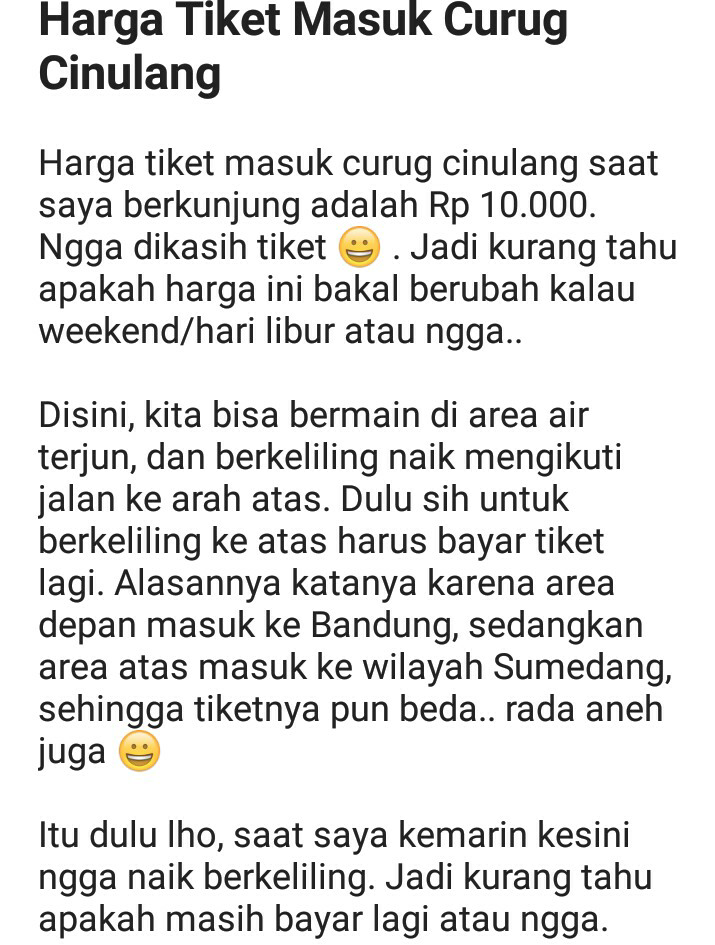 Harga Tiket Masuk Curug
Cinulang
Harga tiket masuk curug cinulang saat
saya berkunjung adalah Rp 10.000.
Ngga dikasih tiket 😀 . Jadi kurang tahu
apakah harga ini bakal berubah kalau
weekend/hari libur atau ngga..
Disini, kita bisa bermain di area air
terjun, dan berkeliling naik mengikuti
jalan ke arah atas. Dulu sih untuk
berkeliling ke atas harus bayar tiket
lagi. Alasannya katanya karena area
depan masuk ke Bandung, sedangkan
area atas masuk ke wilayah Sumedang,
sehingga tiketnya pun beda.. rada aneh
juga 😀
Itu dulu lho, saat saya kemarin kesini
ngga naik berkeliling. Jadi kurang tahu
apakah masih bayar lagi atau ngga.